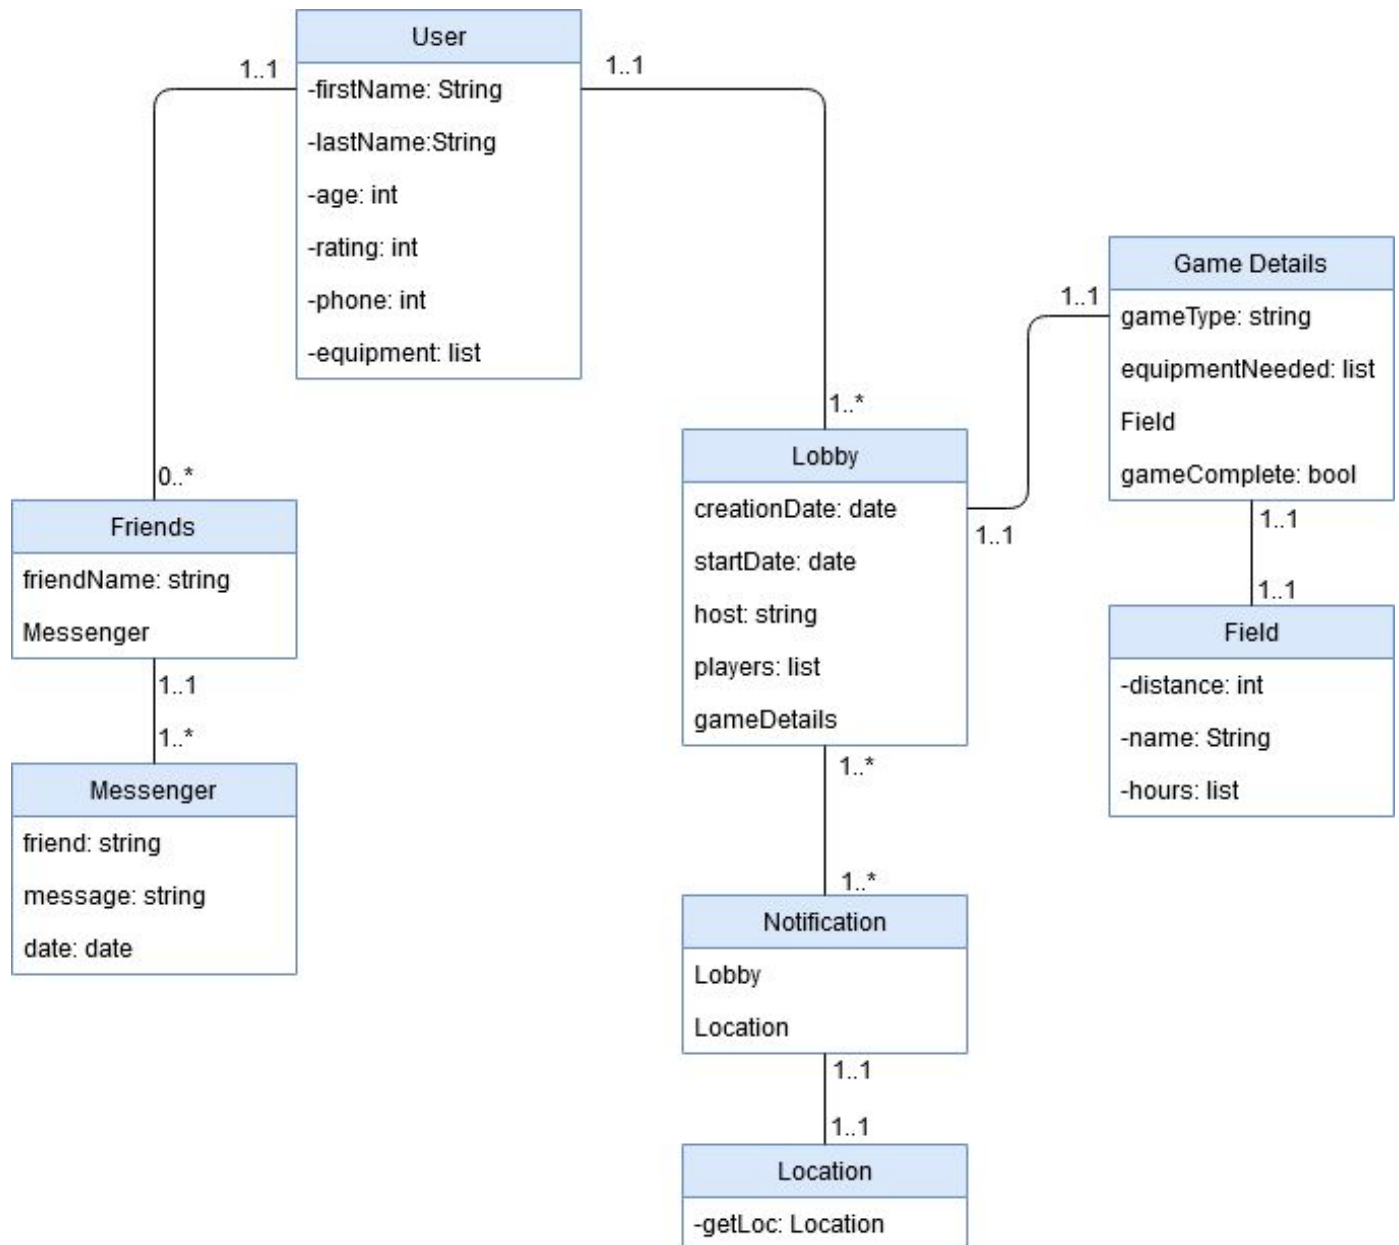 User
-firstName: String
-lastName:String
-age: int
-rating: int
-phone: int
-equipment: list
1..1
1..1
0..*
1..*
Friends
friendName: string
Messenger
1..1
1..*
Messenger
friend: string
message: string
date: date
Lobby
creationDate: date
startDate: date
host: string
players: list
gameDetails
1..1
1..1
Game Details
gameType: string
equipmentNeeded: list
Field
gameComplete: bool
1..1
1..1
Field
-distance: int
-name: String
-hours: list
1..*
1..*
Notification
Lobby
Location
1..1
1..1
Location
-getLoc: Location